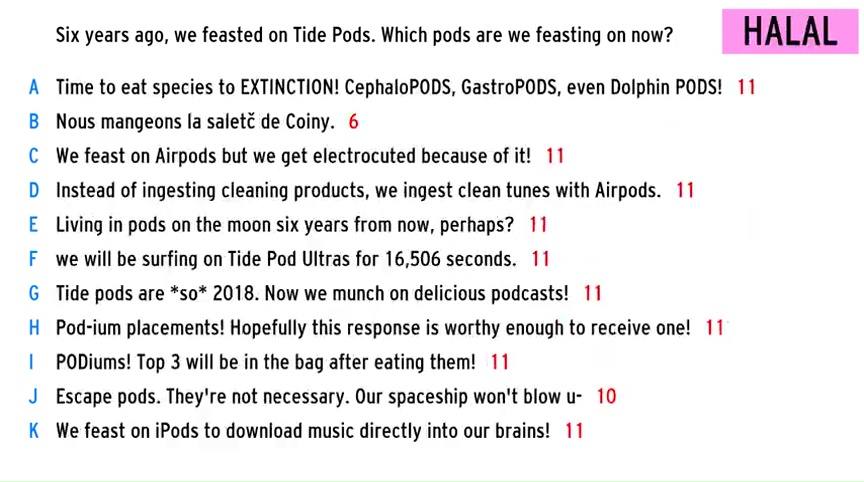 Six years ago, we feasted on Tide Pods. Which pods are we feasting on now? HALAL
A Time to eat species to EXTINCTION! CephaloPODS, GastroPODS, even Dolphin PODS! 11
B Nous mangeons la saletč de Coiny. 6
C We feast on Airpods but we get electrocuted because of it! 11
D Instead of ingesting cleaning products, we ingest clean tunes with Airpods. 11
E Living in pods on the moon six years from now, perhaps? 11
F we will be surfing on Tide Pod Ultras for 16,506 seconds. 11
G Tide pods are *so* 2018. Now we munch on delicious podcasts! 11
H Pod-ium placements! Hopefully this response is worthy enough to receive one! 11
I PODiums! Top 3 will be in the bag after eating them! 11
J Escape pods. They're not necessary. Our spaceship won't blow u- 10
K We feast on iPods to download music directly into our brains! 11